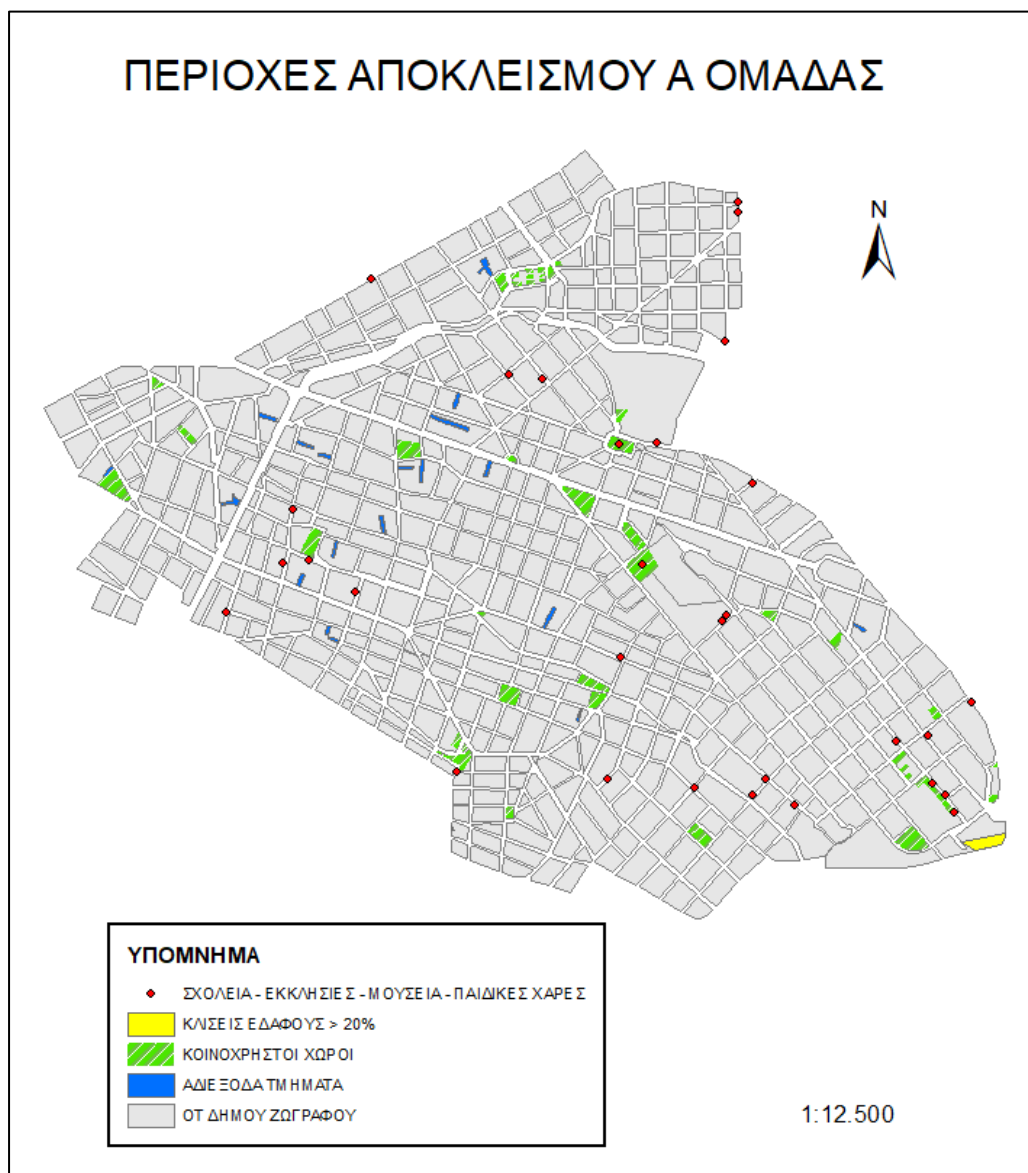 ΠΕΡΙΟΧΕΣ ΑΠΟΚΛΕΙΣΜΟΥ Α ΟΜΑΔΑΣ
N
ΥΠΟΜΝΗΜΑ
ΣΧΟΛΕΙΑ - ΕΚΚΛΗΣΙΕΣ - ΜΟΥΣΕΙΑ - ΠΑΙΔΙΚΕΣ ΧΑΡΕΣ
ΚΛΙΣΕΙΣ ΕΔΑΦΟΥΣ > 20%
ΚΟΙΝΟΧΡΗΣΤΟΙ ΧΩΡΟΙ
ΑΔΙΕΞΟΔΑ ΤΜΗΜΑΤΑ
ΟΤ ΔΗΜΟΥ ΖΩΓΡΑΦΟΥ
1:12.500